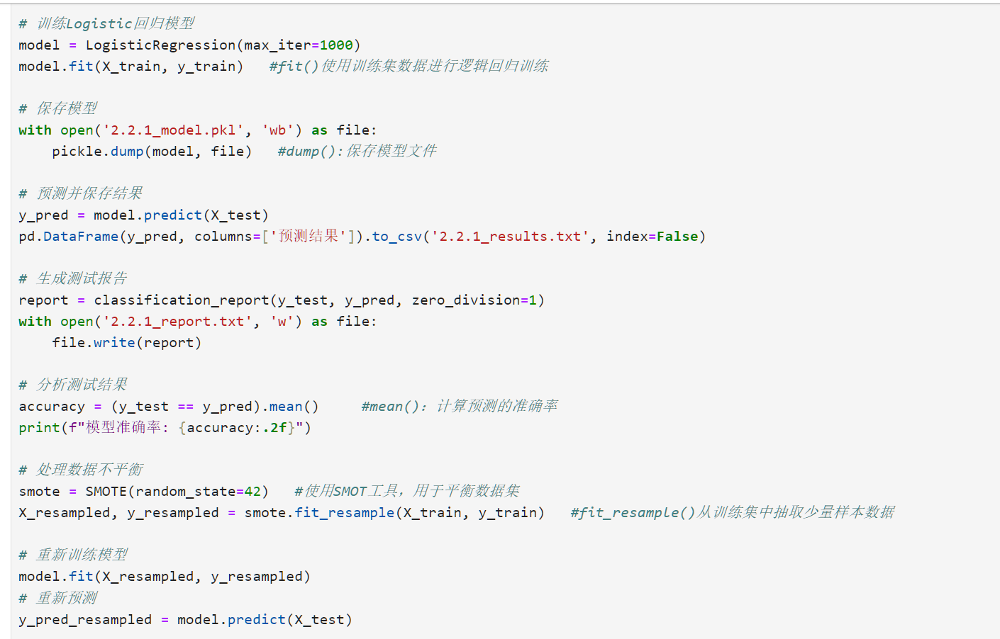 # 训练Logistic回归模型
model = LogisticRegression(max_iter=1000)
model.fit(X_train, y_train)   #fit()使用训练集数据进行逻辑回归训练
# 保存模型
with open('2.2.1_model.pkl', 'wb') as file:
    pickle.dump(model, file)   #dump():保存模型文件
# 预测并保存结果
y_pred = model.predict(X_test)
pd.DataFrame(y_pred, columns=['预测结果']).to_csv('2.2.1_results.txt', index=False)
# 生成测试报告
report = classification_report(y_test, y_pred, zero_division=1)
with open('2.2.1_report.txt', 'w') as file:
    file.write(report)
# 分析测试结果
accuracy = (y_test == y_pred).mean()     #mean()：计算预测的准确率
print(f"模型准确率: {accuracy:.2f}")
# 处理数据不平衡
smote = SMOTE(random_state=42)   #使用SMOT工具，用于平衡数据集
X_resampled, y_resampled = smote.fit_resample(X_train, y_train)   #fit_resample()从训练集中抽取少量样本数据
# 重新训练模型
model.fit(X_resampled, y_resampled)
# 重新预测
y_pred_resampled = model.predict(X_test)